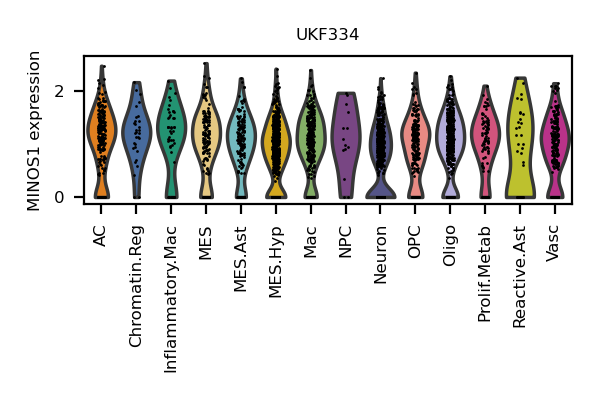 UKF334
MINOS1 expression
2
0
AC
Chromatin.Reg
Inflammatory.Mac
MES
MES.Ast
MES.Hyp
Mac
NPC
Neuron
OPC
Oligo
Prolif.Metab
Reactive.Ast
Vasc